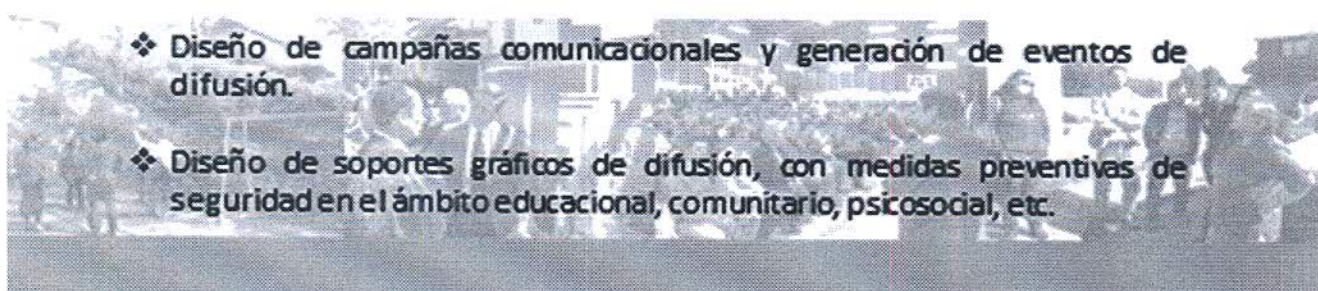 ❖ Diseño de campañas comunicacionales y generación de eventos de
difusión.
❖ Diseño de soportes gráficos de difusión, con medidas preventivas de
seguridad en el ámbito educacional, comunitario, psicosocial, etc.